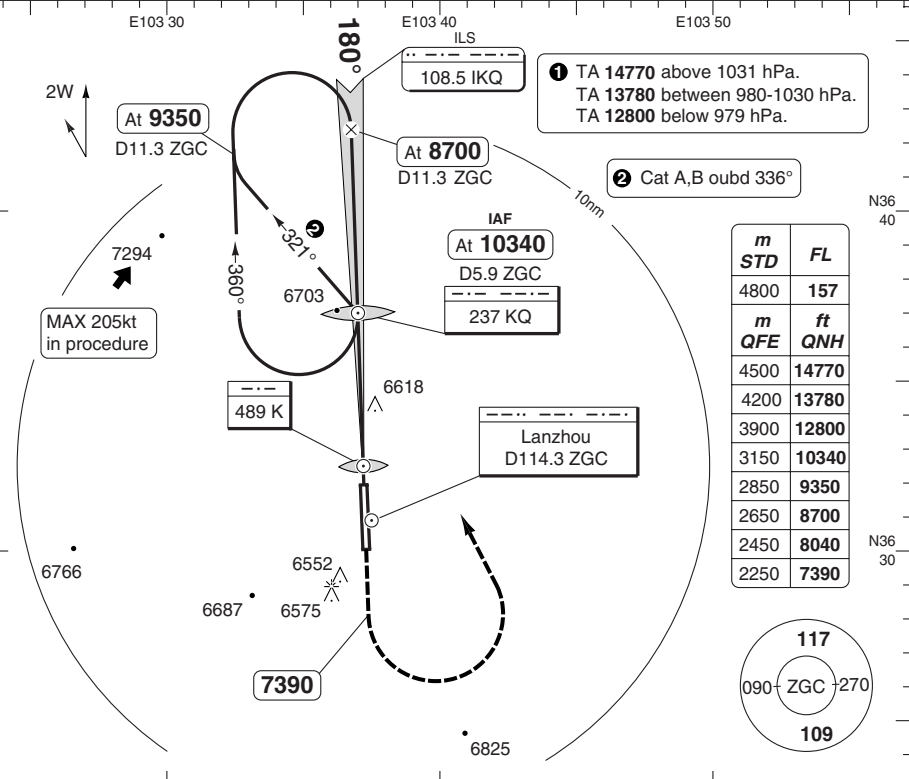 E103 30
E103 40
E103 50
180°
ILS
108.5 IKQ
❶ TA 14770 above 1031 hPa.
TA 13780 between 980-1030 hPa.
TA 12800 below 979 hPa.
2W
At 9350
D11.3 ZGC
At 8700
D11.3 ZGC
❷ Cat A,B oubd 336°
10nm
N36
40
7294
❷
321°
360°
IAF
At 10340
D5.9 ZGC
237 KQ
6703
MAX 205kt
in procedure
m STD FL
4800 157
m QFE ft QNH
4500 14770
4200 13780
3900 12800
3150 10340
2850 9350
2650 8700
2450 8040
2250 7390
6618
489 K
Lanzhou
D114.3 ZGC
N36
30
6766
6552
6575
6687
7390
6825
117
090 ZGC 270
109